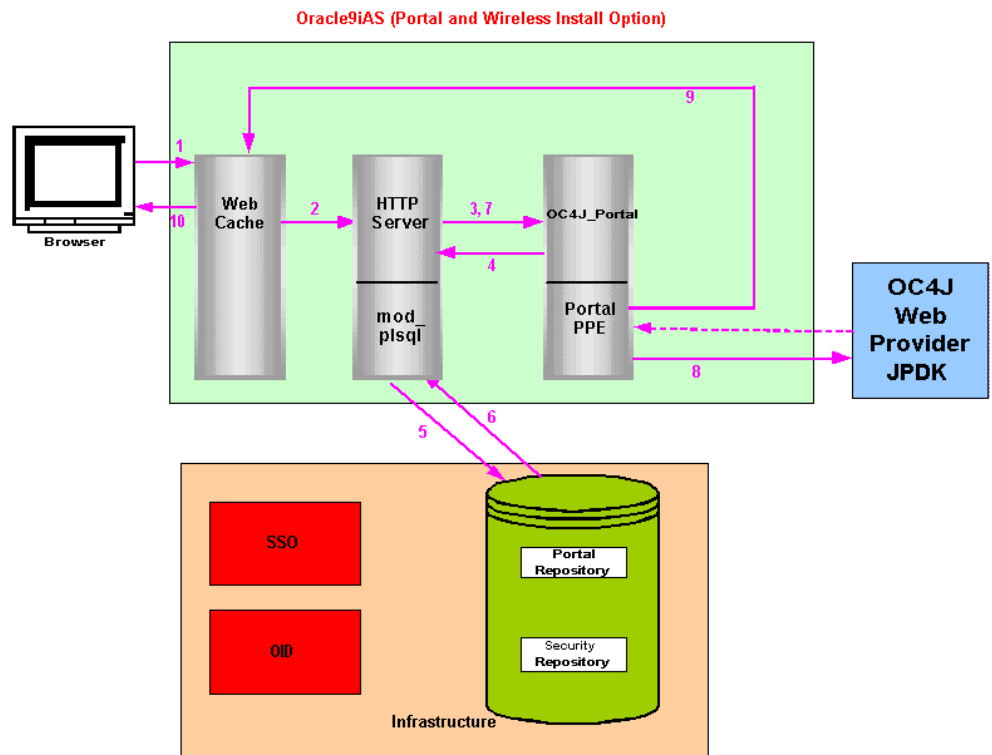 Oracle9iAS (Portal and Wireless Install Option)
9
1
10
Browser
Web
Cache
2
HTTP
Server
mod_
plsql
3, 7
4
OC4J_Portal
Portal
PPE
8
OC4J
Web
Provider
JPDK
5
6
SSO
OID
Portal
Repository
Security
Repository
Infrastructure